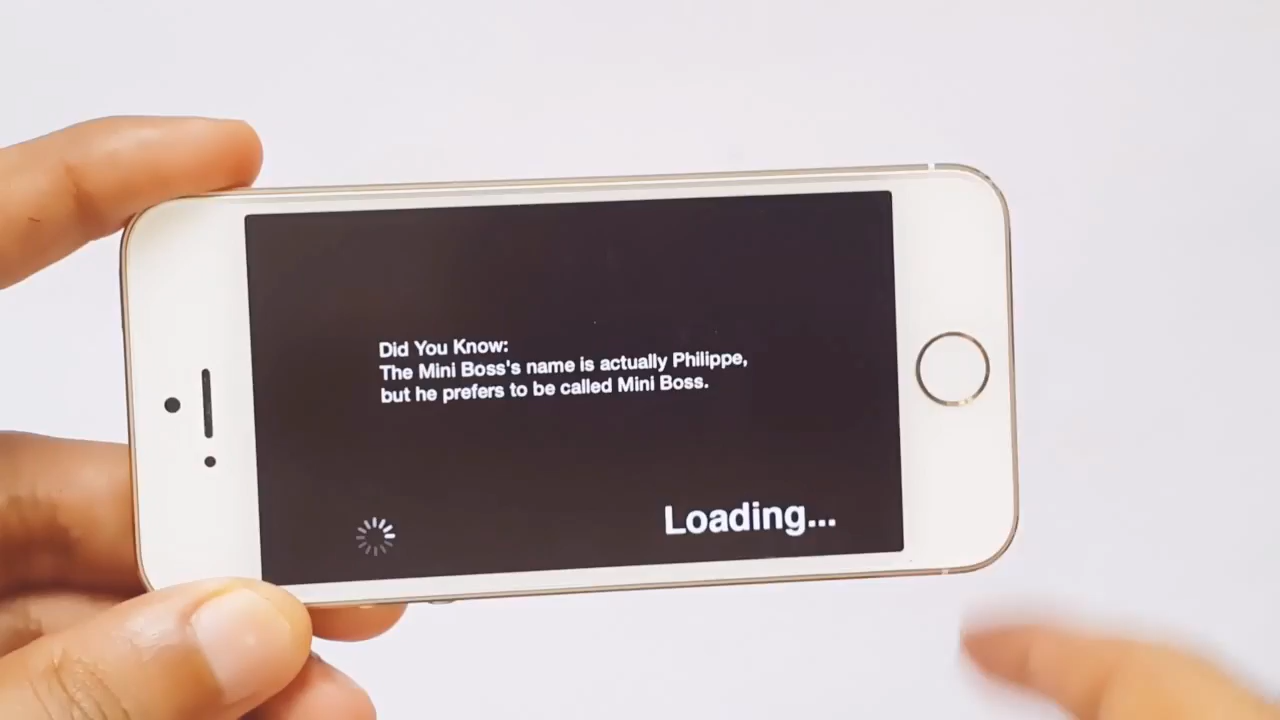 Did You Know:
The Mini Boss's name is actually Philippe,
but he prefers to be called Mini Boss.
Loading...